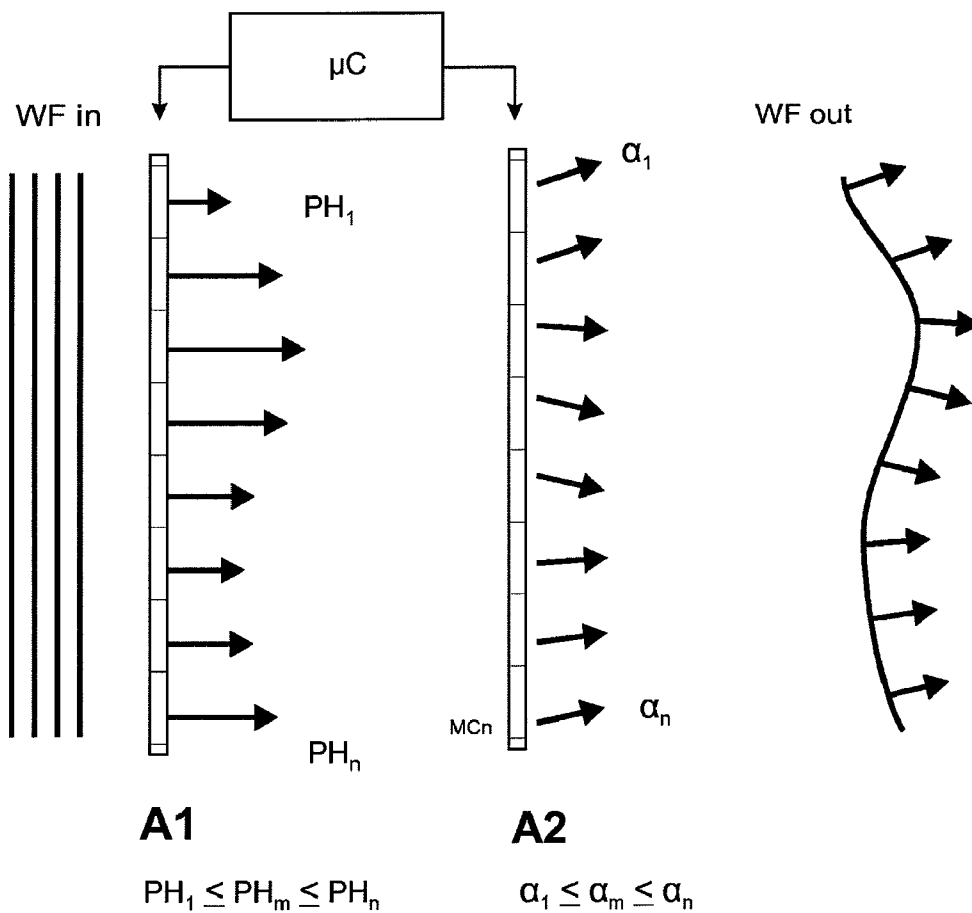 µC
WF in
WF out
α₁
PH₁
MCn
αₙ
PHₙ
A1
A2
PH₁ ≤ PHₘ ≤ PHₙ
α₁ ≤ αₘ ≤ αₙ